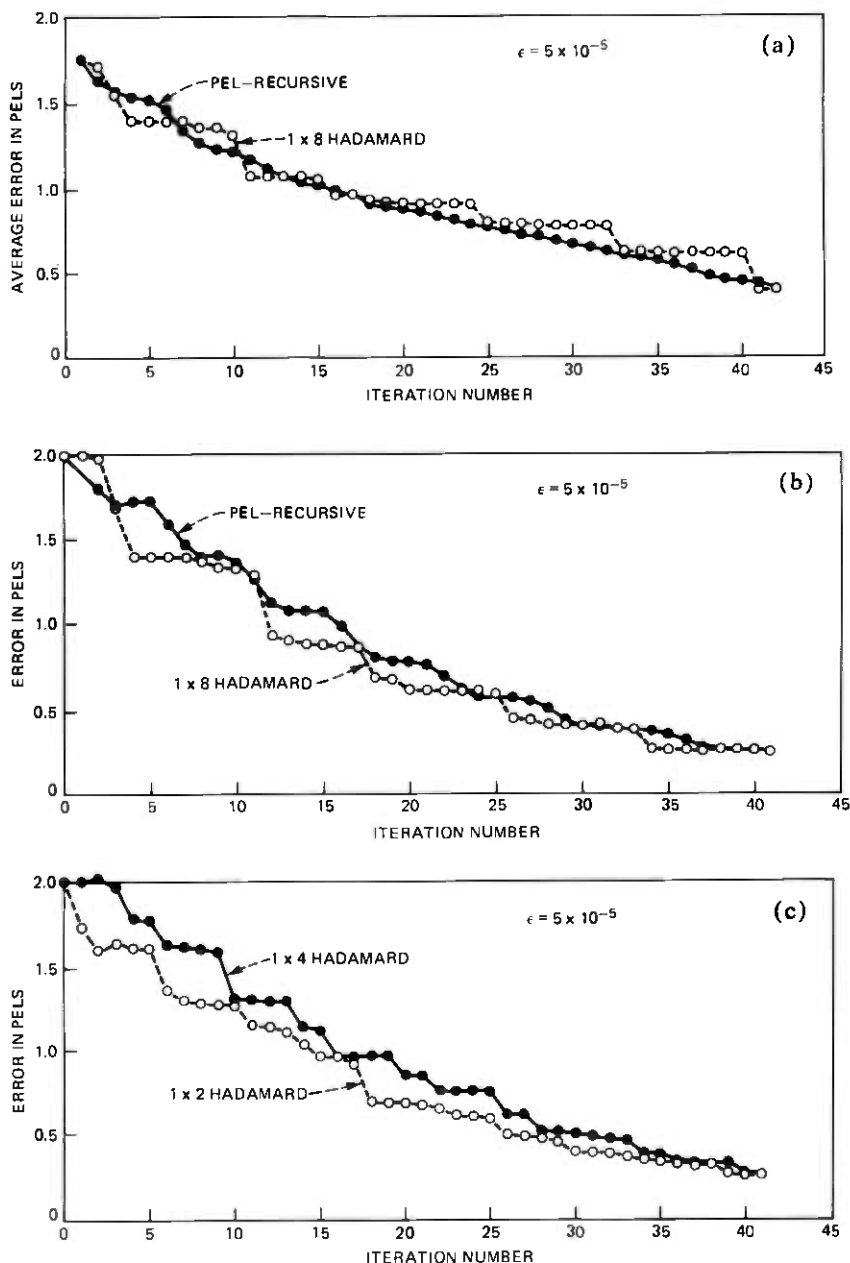 (a)
ϵ = 5 x 10⁻⁵
PEL–RECURSIVE
1 x 8 HADAMARD
AVERAGE ERROR IN PELS
2.0
1.5
1.0
0.5
0
0 5 10 15 20 25 30 35 40 45
ITERATION NUMBER
(b)
ϵ = 5 x 10⁻⁵
PEL–RECURSIVE
1 x 8 HADAMARD
ERROR IN PELS
2.0
1.5
1.0
0.5
0
0 5 10 15 20 25 30 35 40 45
ITERATION NUMBER
(c)
ϵ = 5 x 10⁻⁵
1 x 4 HADAMARD
1 x 2 HADAMARD
ERROR IN PELS
2.0
1.5
1.0
0.5
0
0 5 10 15 20 25 30 35 40 45
ITERATION NUMBER